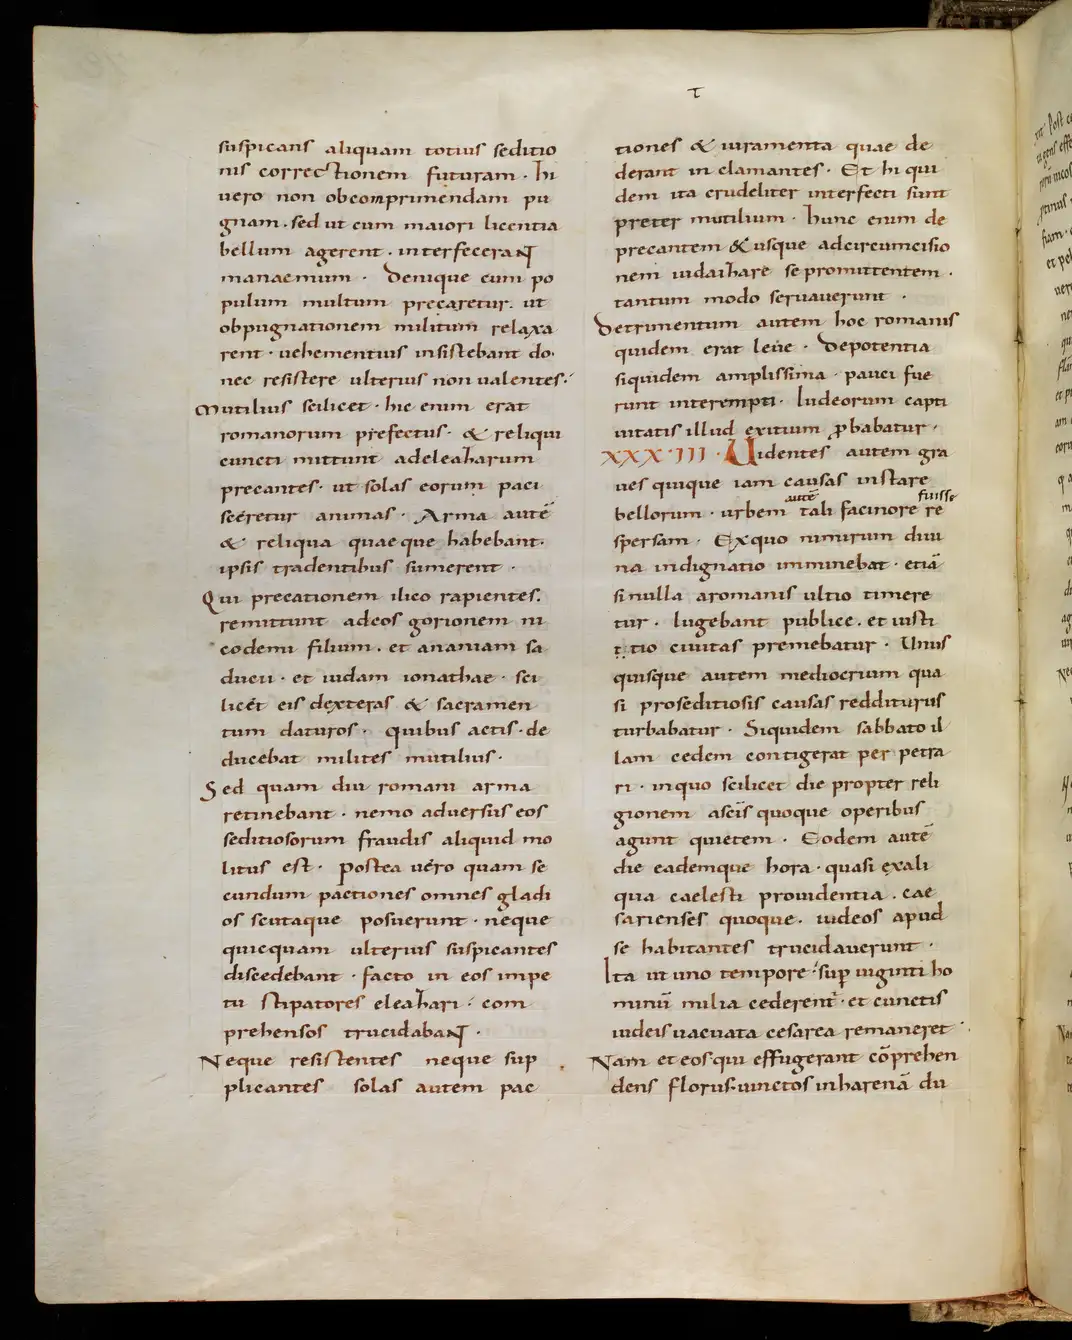 τ
suspicans aliquam totius seditio
nis correctionem futuram · hi
uero non obcomprimendam pu
gnam · sed ut cum maiori licentia
bellum agerent · interfecerant
manaemum · denique cum po
pulum multum precaretur · ut
obpugnationem militum relaxa
rent · uehementius insistebant do·
nec resistere ulterius non ualentes ·
Mutilius scilicet · hic enim erat
romanorum prefectus · & reliqui
cuncti mittunt adeleaharum
precantes · ut solas eorum paci
sceretur animas · Arma autē
& reliqua quae que habebant ·
ipsis tradentibus sumerent ·
Qui precationem ilico rapientes ·
remittunt adeos gorionem ni
codemi filium · et ananiam sa
duci · et iudam ionathae · sci
licet eis dexteras & sacramen
tum daturos · quibus actis · de
ducebat milites mutilius ·
Sed quam diu romani arma
retinebant · nemo aduersus eos
seditiosorum fraudis aliquid mo
litus est · postea uero quam se
cundum pactiones omnes gladi
os scutaque posuerunt · neque
quicquam ulterius suspicantes
discedebant · facto in eos impe
tu stipatores eleahari · com
prehensos trucidabant ·
Neque resistentes neque sup
plicantes solas autem pac
tiones & iuramenta quae de
derant inclamantes · Et hi qui
dem ita crudeliter interfecti sunt
preter mutilium · hunc enim de
precantem & usque adcircumcisio
nem iudaihare se promittentem ·
tantum modo seruauerunt ·
Detrimentum autem hoc romanis
quidem erat leue · Depotentia
siquidem amplissima · pauci fue
runt interempti · Iudeorum capti
uitatis illud exitium ꝓbabatur ·
XXX·III · Uidentes autem gra
ues quique iam causas instare
bellorum · urbem autē tali facinore fuisse re
spersam · Exquo nimirum diui
na indignatio imminebat · etiā
sinulla aromanis ultio timere
tur · lugebant publice · et iusti
t tio ciuitas premebatur · Unus
quisque autem mediocrium qua
si proseditiosis causas redditurus
turbabatur · Siquidem sabbato il
lam cedem contigerat per petra
ri · inquo scilicet die propter reli
gionem asc̄is quoque operibus
agunt quietem · Eodem autē
die eademque hora · quasi exali
qua caelesti prouidentia · cae
sarienses quoque · iudeos apud
se habitantes trucidauerunt ·
Ita ut uno tempore · sup̄ uiginti ho
minū milia cederent · et cunctis
iudeis uacuata cesarea remaneret ·
Nam et eos qui effugerant cōprehen
dens florus · uinctos inharenā du